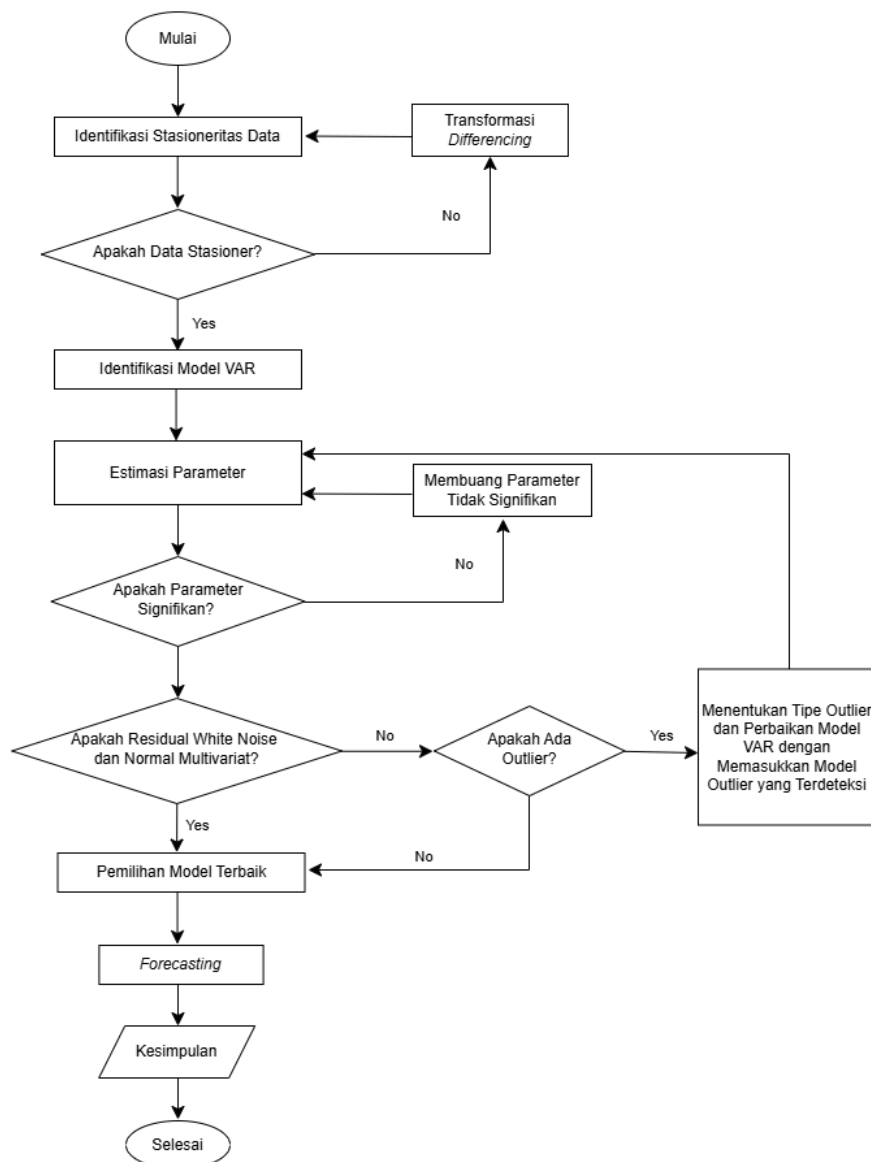 Mulai
Identifikasi Stasioneritas Data
Transformasi
Differencing
No
Apakah Data Stasioner?
Yes
Identifikasi Model VAR
Estimasi Parameter
Membuang Parameter
Tidak Signifikan
No
Apakah Parameter
Signifikan?
Apakah Residual White Noise
dan Normal Multivariat?
No
Apakah Ada
Outlier?
Yes
Menentukan Tipe Outlier
dan Perbaikan Model
VAR dengan
Memasukkan Model
Outlier yang Terdeteksi
Yes
No
Pemilihan Model Terbaik
Forecasting
Kesimpulan
Selesai